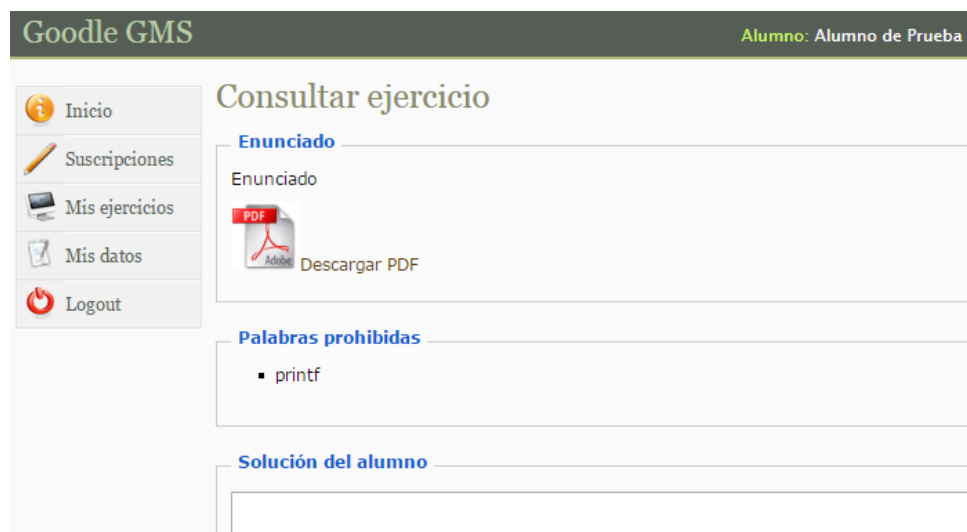 Goodle GMS
Alumno: Alumno de Prueba
Inicio
Suscripciones
Mis ejercicios
Mis datos
Logout
Consultar ejercicio
Enunciado
Enunciado
PDF
Adobe
Descargar PDF
Palabras prohibidas
printf
Solución del alumno